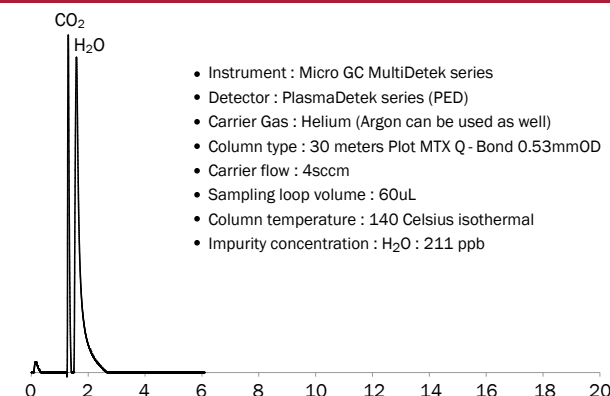 CO₂
H₂O
• Instrument : Micro GC MultiDetek series
• Detector : PlasmaDetek series (PED)
• Carrier Gas : Helium (Argon can be used as well)
• Column type : 30 meters Plot MTX Q - Bond 0.53mmOD
• Carrier flow : 4sccm
• Sampling loop volume : 60uL
• Column temperature : 140 Celsius isothermal
• Impurity concentration : H₂O : 211 ppb
0 2 4 6 8 10 12 14 16 18 20